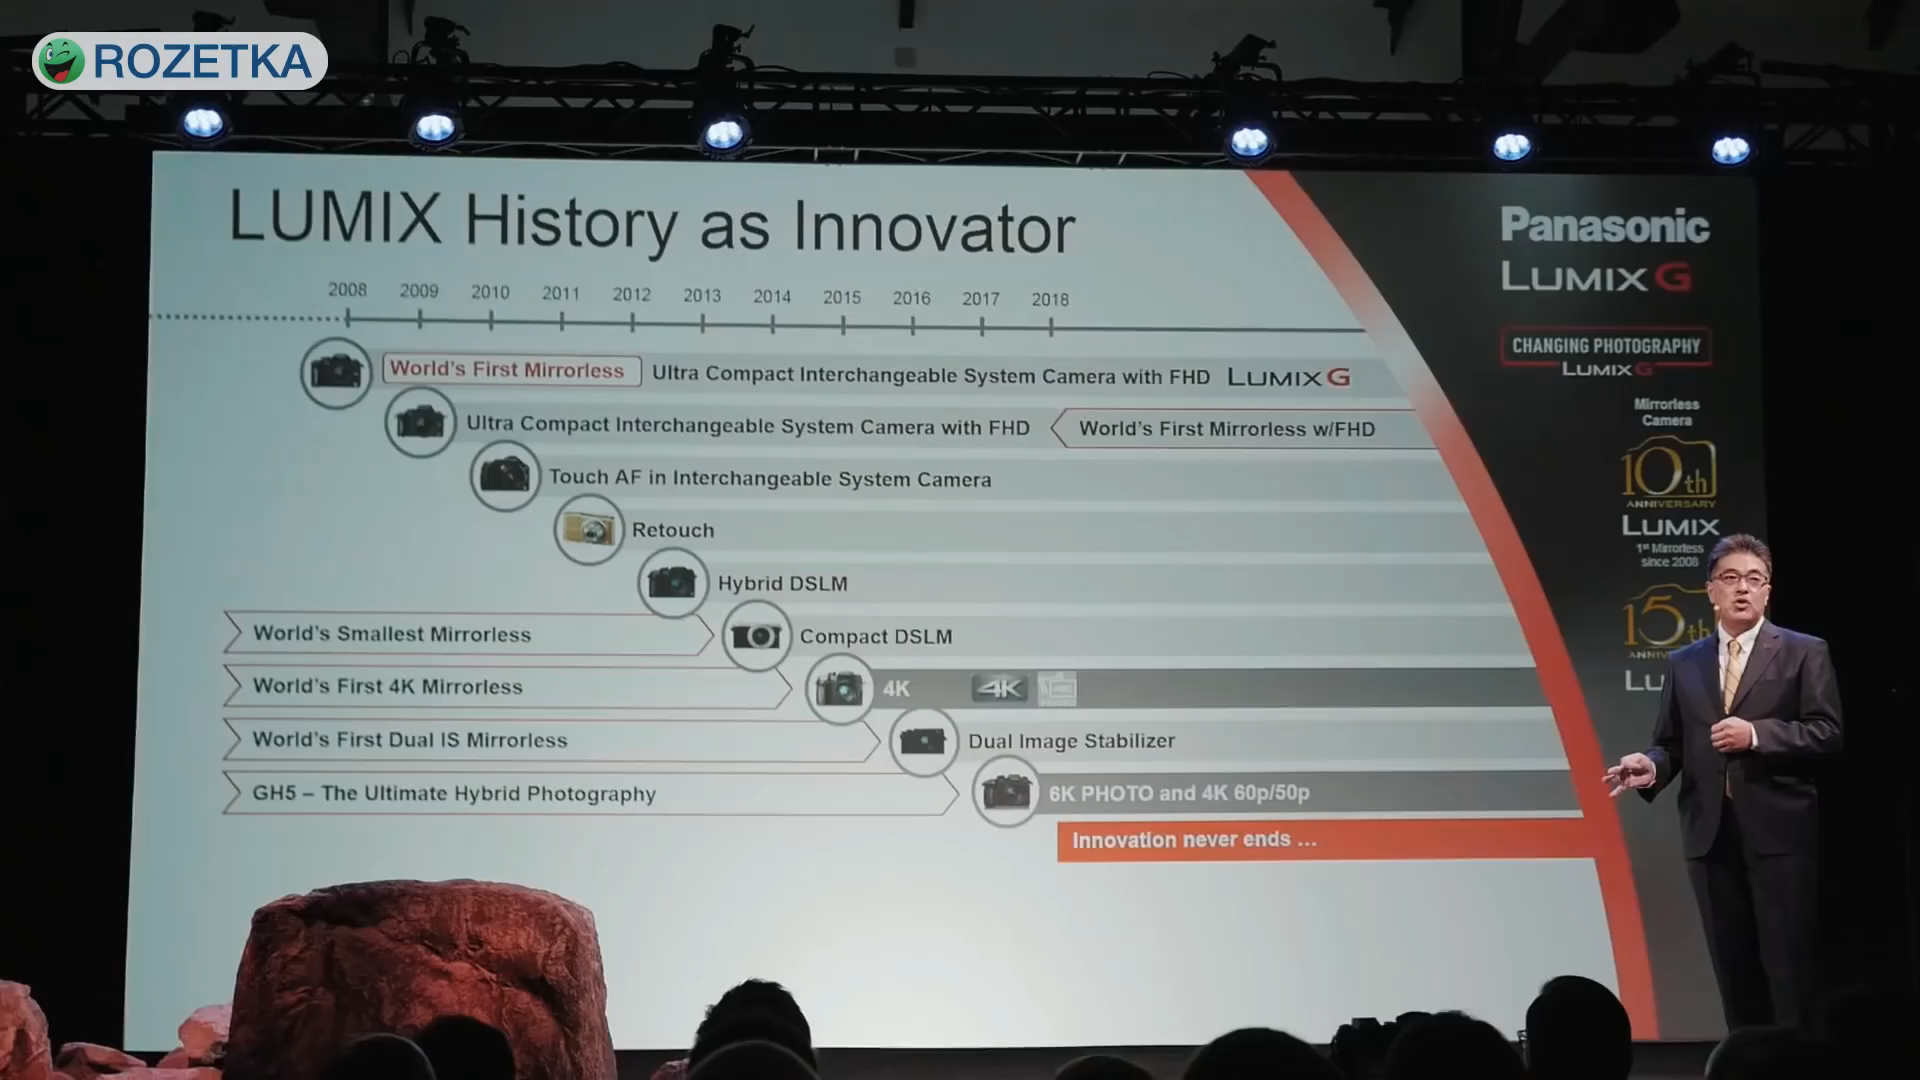 ROZETKA
LUMIX History as Innovator
2008 2009 2010 2011 2012 2013 2014 2015 2016 2017 2018
World's First Mirrorless Ultra Compact Interchangeable System Camera with FHD LUMIX G
Ultra Compact Interchangeable System Camera with FHD World's First Mirrorless w/FHD
Touch AF in Interchangeable System Camera
Retouch
Hybrid DSLM
World's Smallest Mirrorless Compact DSLM
World's First 4K Mirrorless 4K 4K
World's First Dual IS Mirrorless Dual Image Stabilizer
GH5 – The Ultimate Hybrid Photography 6K PHOTO and 4K 60p/50p
Innovation never ends ...
Panasonic
LUMIX G
CHANGING PHOTOGRAPHY
LUMIX G
Mirrorless
Camera
10th
ANNIVERSARY
LUMIX
1st Mirrorless
since 2008
15th
ANNIV
LU